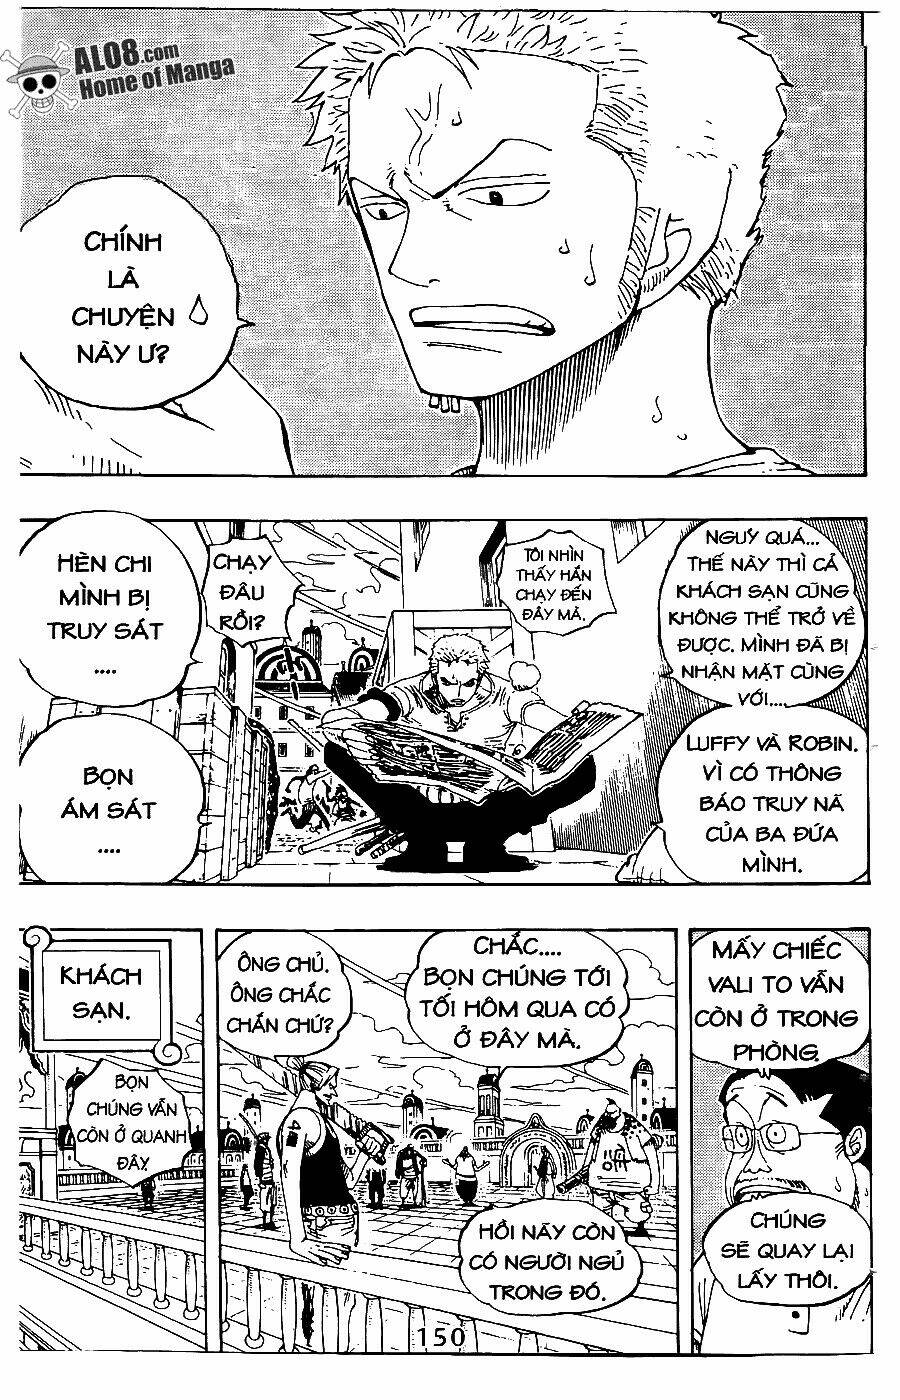 ALO8.com
Home of Manga
CHÍNH
LÀ
CHUYỆN
NÀY Ư?
NGUY QUÁ...
THẾ NÀY THÌ CẢ
KHÁCH SẠN CŨNG
KHÔNG THỂ TRỞ VỀ
ĐƯỢC. MÌNH ĐÃ BỊ
NHẬN MẶT CÙNG
VỚI....
LUFFY VÀ ROBIN.
VÌ CÓ THÔNG
BÁO TRUY NÃ
CỦA BA ĐỨA
MÌNH.
TÔI NHÌN
THẤY HẮN
CHẠY ĐẾN
ĐÂY MÀ.
CHẠY
ĐÂU
RỒI?
HÈN CHI
MÌNH BỊ
TRUY SÁT
....
BỌN
ÁM SÁT
....
MẤY CHIẾC
VALI TO VẪN
CÒN Ở TRONG
PHÒNG.
CHÚNG
SẼ QUAY LẠI
LẤY THÔI.
CHẮC....
BỌN CHÚNG TỚI
TỐI HÔM QUA CÓ
Ở ĐÂY MÀ.
ÔNG CHỦ.
ÔNG CHẮC
CHẮN CHỨ?
HỒI NÃY CÒN
CÓ NGƯỜI NGỦ
TRONG ĐÓ.
KHÁCH
SẠN.
BỌN
CHÚNG VẪN
CÒN Ở QUANH
ĐÂY.
150